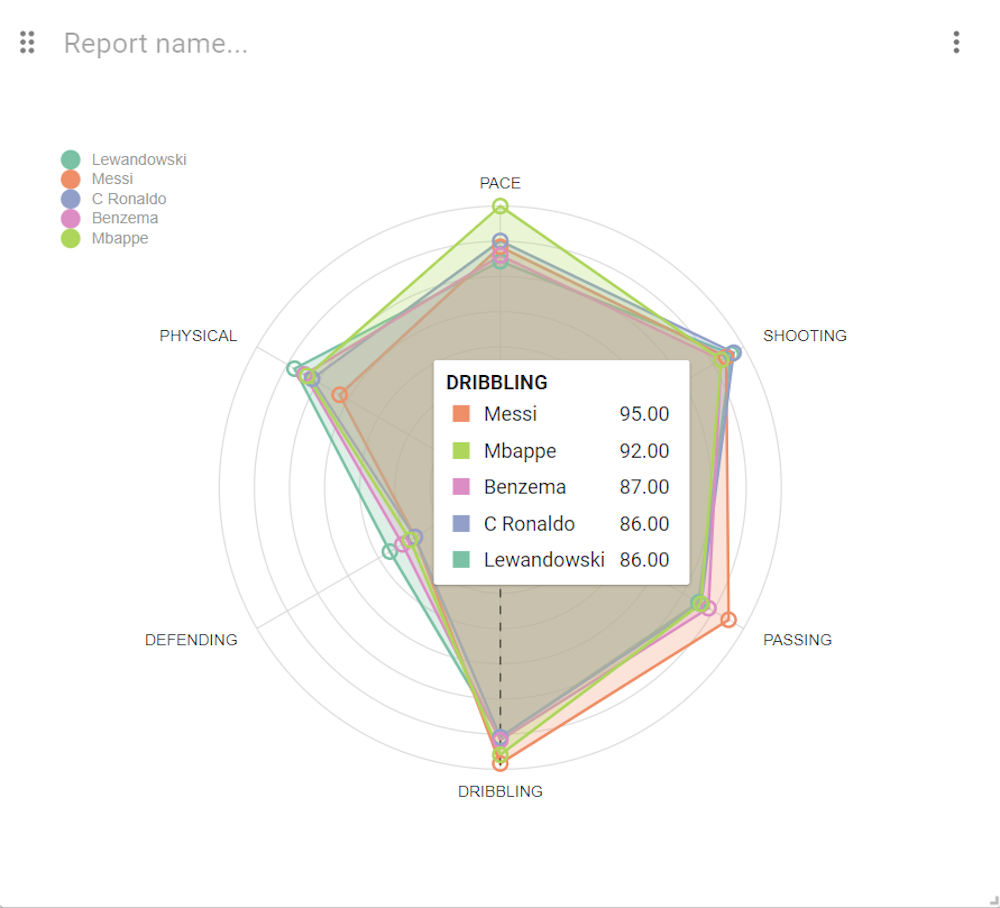 Report name...
Lewandowski
Messi
C Ronaldo
Benzema
Mbappe
PACE
PHYSICAL
SHOOTING
DRIBBLING
Messi 95.00
Mbappe 92.00
Benzema 87.00
C Ronaldo 86.00
Lewandowski 86.00
DEFENDING
PASSING
DRIBBLING